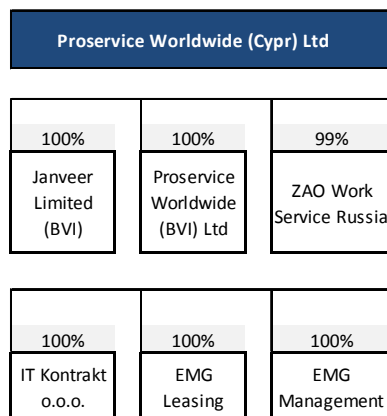 Proservice Worldwide (Cypr) Ltd
100%
100%
99%
Janveer
Limited
(BVI)
Proservice
Worldwide
(BVI) Ltd
ZAO Work
Service Russia
100%
100%
100%
IT Kontrakt
o.o.o.
EMG
Leasing
EMG
Management